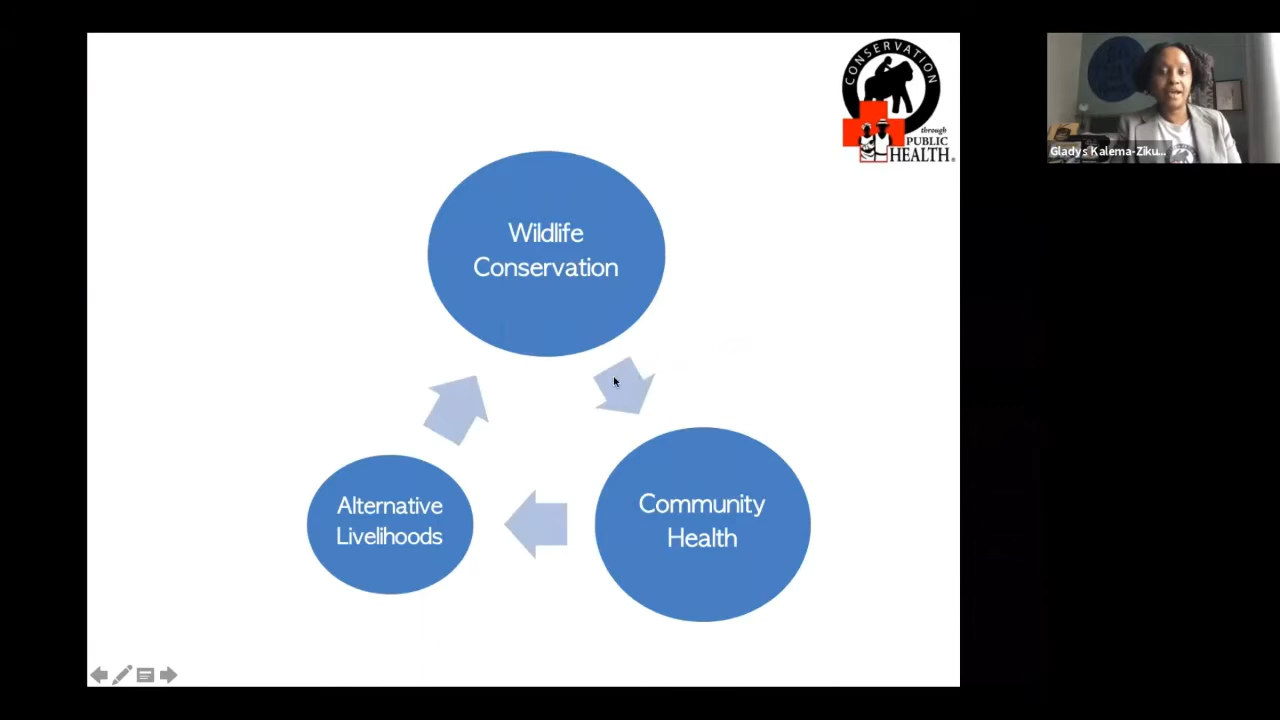 CONSERVATION
through
PUBLIC
HEALTH®
Gladys Kalema-Ziku...
Wildlife
Conservation
Alternative
Livelihoods
Community
Health